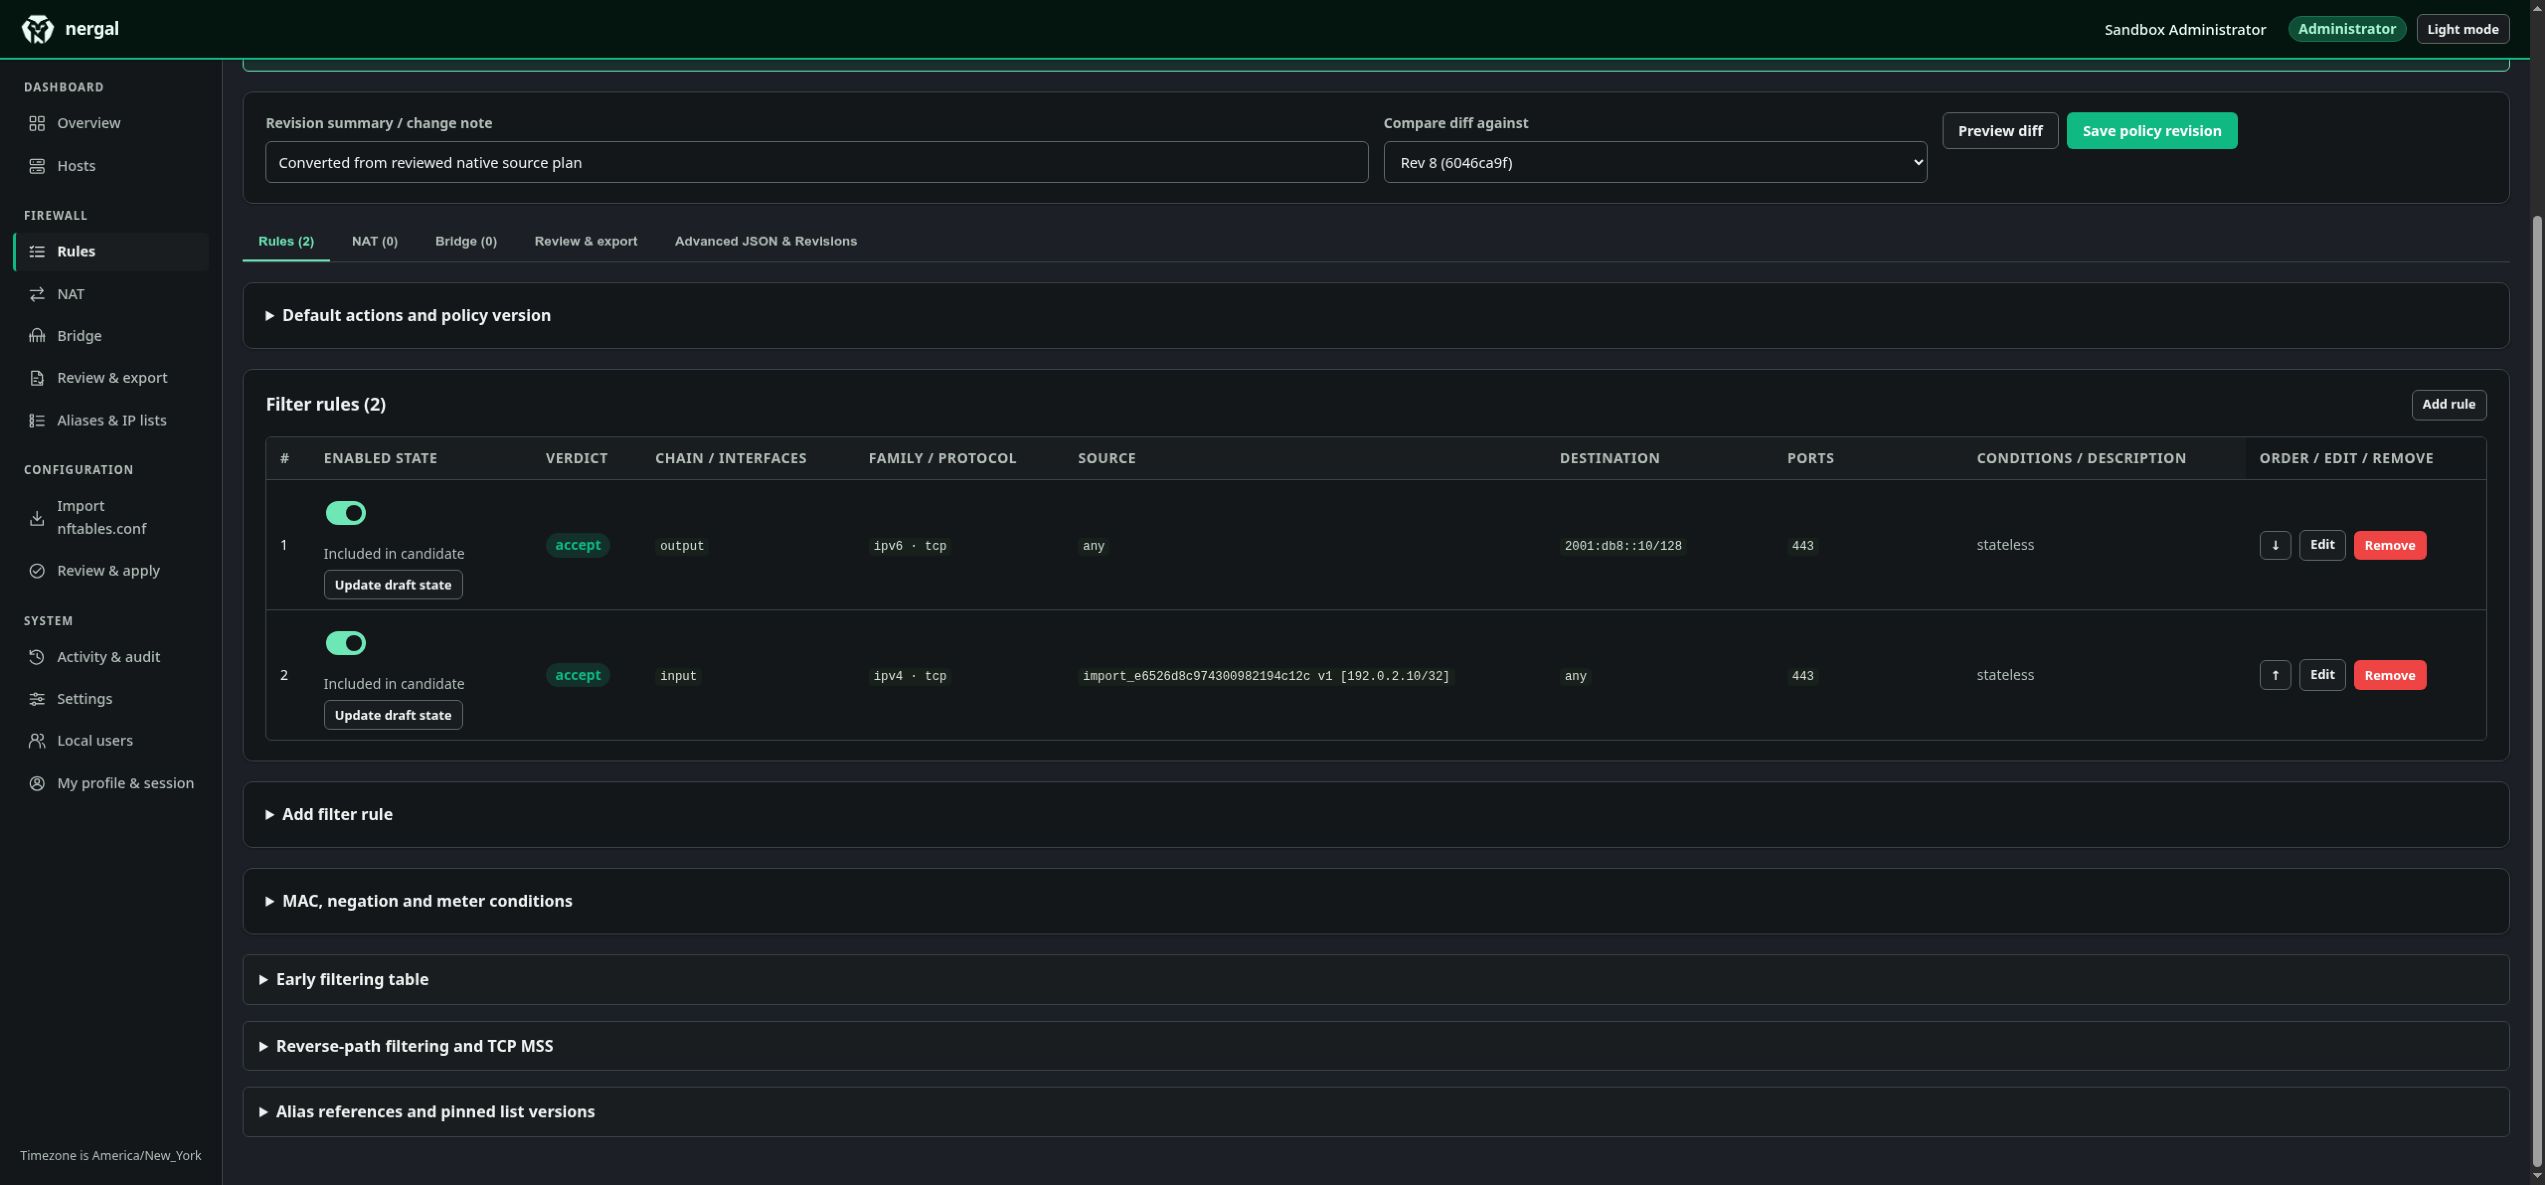 nergal
Sandbox Administrator
Administrator
Light mode
DASHBOARD
Overview
Hosts
FIREWALL
Rules
NAT
Bridge
Review & export
Aliases & IP lists
CONFIGURATION
Import
nftables.conf
Review & apply
SYSTEM
Activity & audit
Settings
Local users
My profile & session
Timezone is America/New_York
Revision summary / change note
Converted from reviewed native source plan
Compare diff against
Rev 8 (6046ca9f)
Preview diff
Save policy revision
Rules (2)
NAT (0)
Bridge (0)
Review & export
Advanced JSON & Revisions
Default actions and policy version
Filter rules (2)
Add rule
# ENABLED STATE VERDICT CHAIN / INTERFACES FAMILY / PROTOCOL SOURCE DESTINATION PORTS CONDITIONS / DESCRIPTION ORDER / EDIT / REMOVE
1 accept output ipv6 · tcp any 2001:db8::10/128 443 stateless ↓ Edit Remove
Included in candidate
Update draft state
2 accept input ipv4 · tcp import_e6526d8c974300982194c12c v1 [192.0.2.10/32] any 443 stateless ↑ Edit Remove
Included in candidate
Update draft state
Add filter rule
MAC, negation and meter conditions
Early filtering table
Reverse-path filtering and TCP MSS
Alias references and pinned list versions